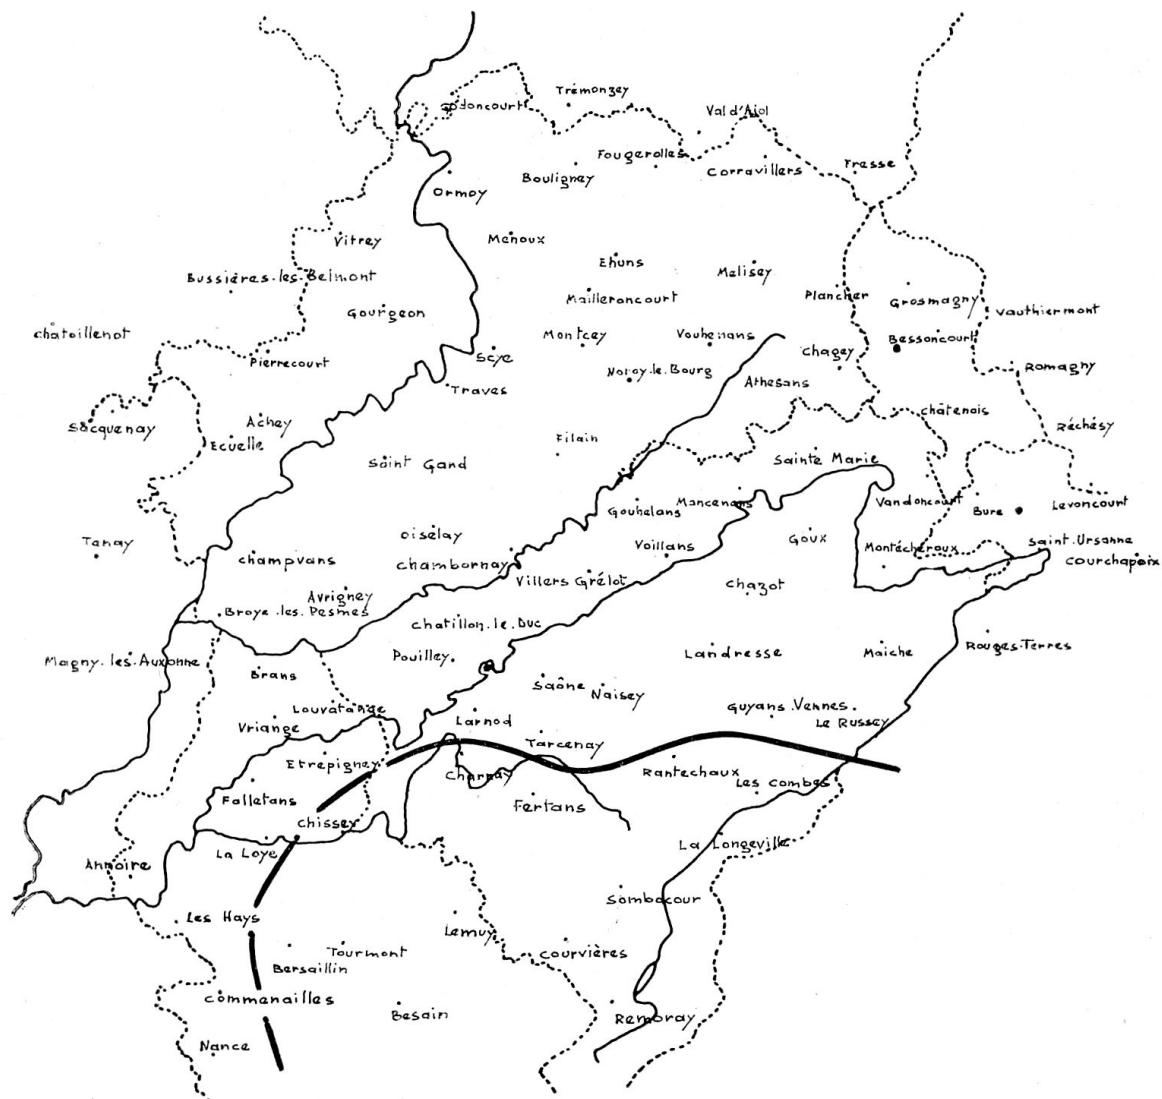 Godoncourt
Trémonzey
Val d'Ajol
Fougerolles
Corravillers
Fresse
Bouligney
Ormoy
Vitrey
Menoux
Ehuns
Melisey
Bussières-les-Belmont
Mailleroncourt
Plancher
Grosmagny
Vauthiermont
Gourgeon
Châtoillenot
Montcey
Vouhenans
Bessoncourt
Chagey
Pierrecourt
Scye
Noroy-le-Bourg
Romagny
Traves
Athesans
Châtenois
Socquenay
Achey
Ecuelle
Réchésy
Filain
Saint Gand
Sainte Marie
Gouhelans
Mancenans
Vandoncourt
Bure
Levoncourt
Tanay
Oiselay
Goux
Saint-Ursanne
Voillans
Montécheroux
Courchapoix
Champvans
Chambornay
Villers Grélot
Chazot
Avrigney
Broye-les-Pesmes
Chatillon-le-Duc
Magny-les-Auxonne
Pouilley
Landresse
Maiche
Rouges-Terres
Brans
Saône
Naisey
Louvatange
Guyans-Vennes
Le Russey
Vriange
Larnod
Tarcenay
Etrepigney
Charnay
Rantechaux
Les Combes
Falletans
Fertans
Chissey
La Loye
La Longeville
Annoire
Sombacour
Les Hays
Lemuy
Tourmont
Courvières
Bersaillin
Commenailles
Besain
Remoray
Nance